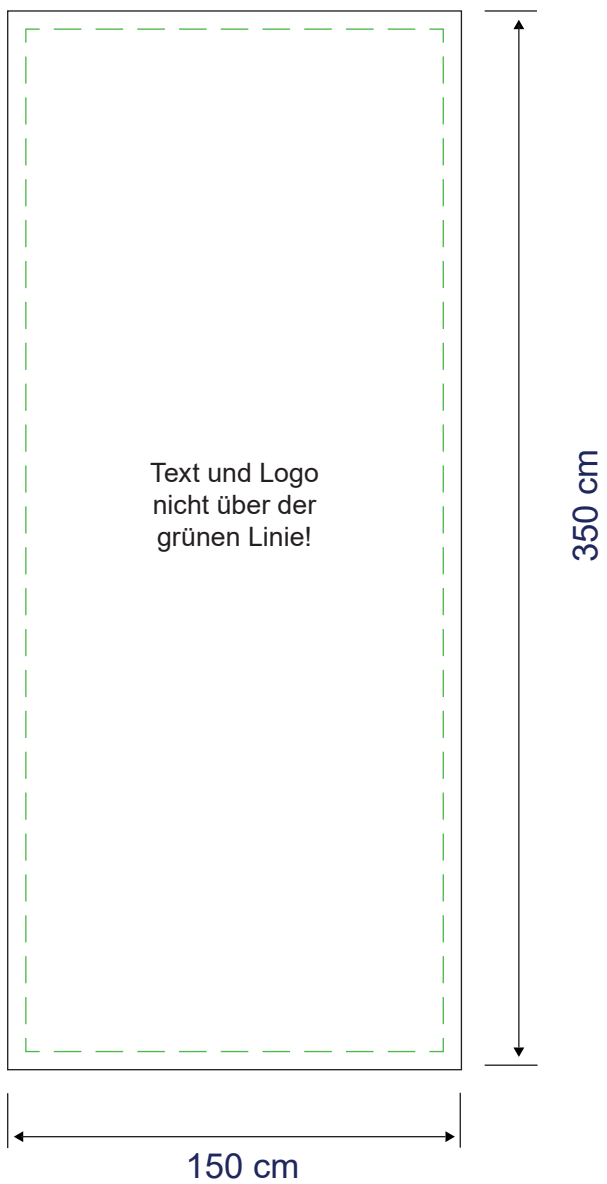 Text und Logo
nicht über der
grünen Linie!
350 cm
150 cm